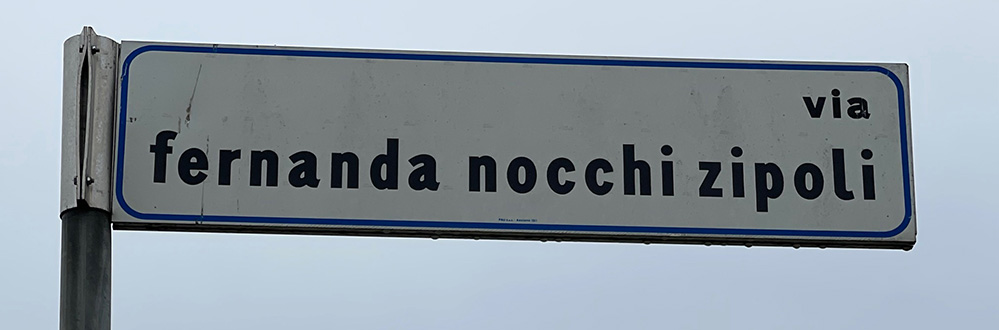 via
fernanda nocchi zipoli